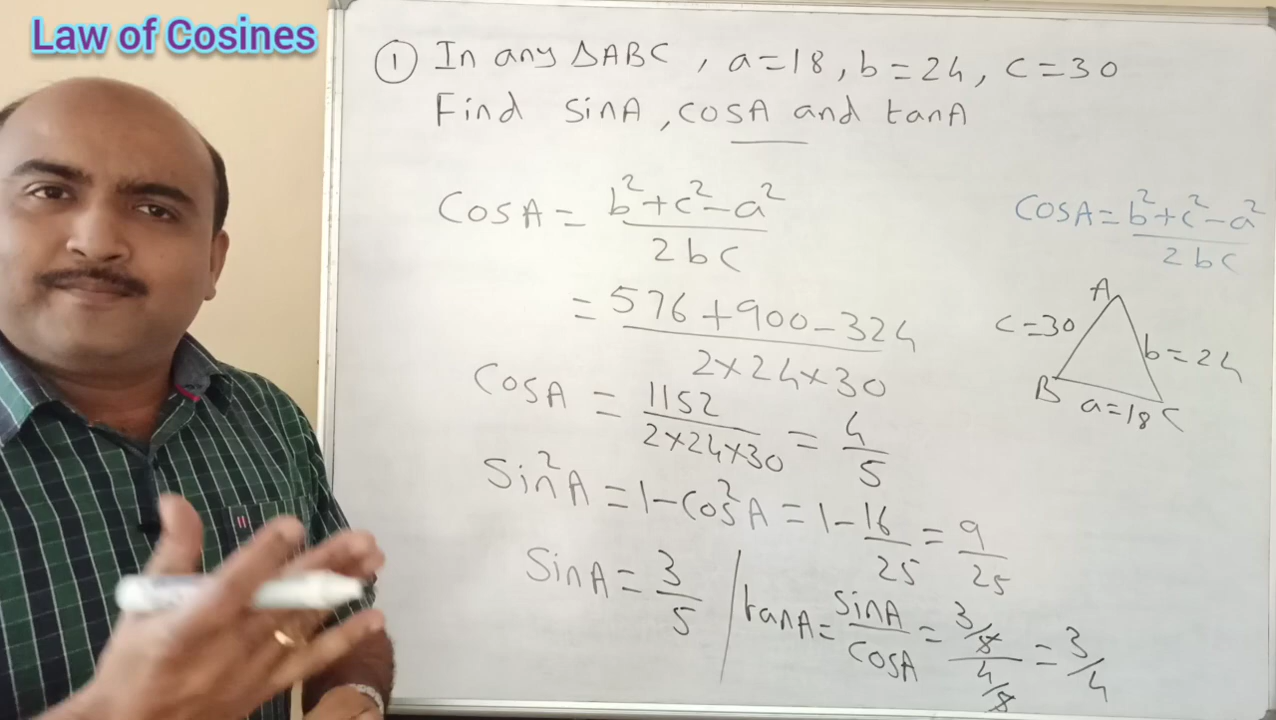 Law of Cosines
① In any ΔABC, a=18, b=24, c=30
Find sinA, cosA and tanA
CosA = b²+c²-a² / 2bc
= 576+900-324 / 2×24×30
CosA = 1152 / 2×24×30 = 4/5
Sin²A = 1-Cos²A = 1-16/25 = 9/25
SinA = 3/5
tanA = SinA/CosA = 3/5 / 4/5 = 3/4
CosA = b²+c²-a² / 2bc
A
c=30
b=24
B
a=18
C